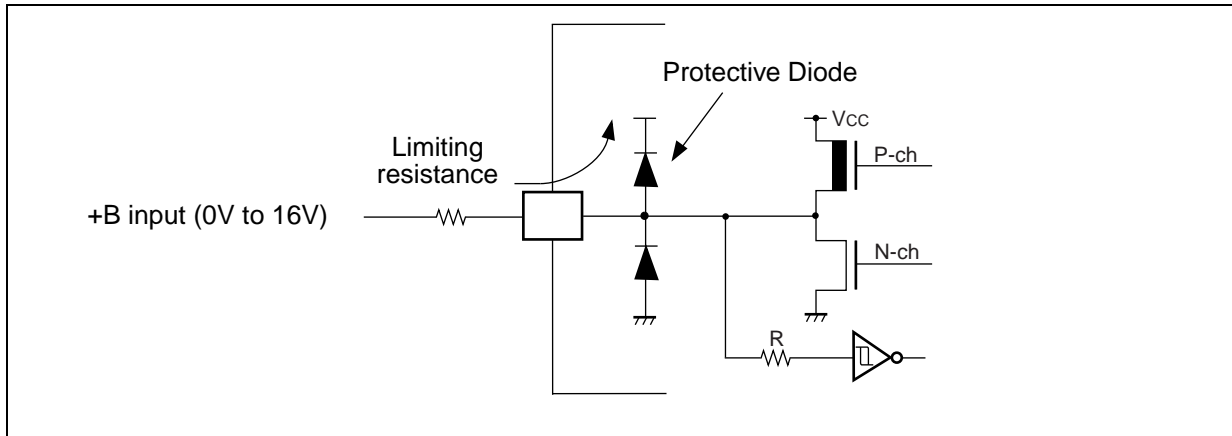 Protective Diode
Vcc
Limiting
resistance
P-ch
+B input (0V to 16V)
N-ch
R